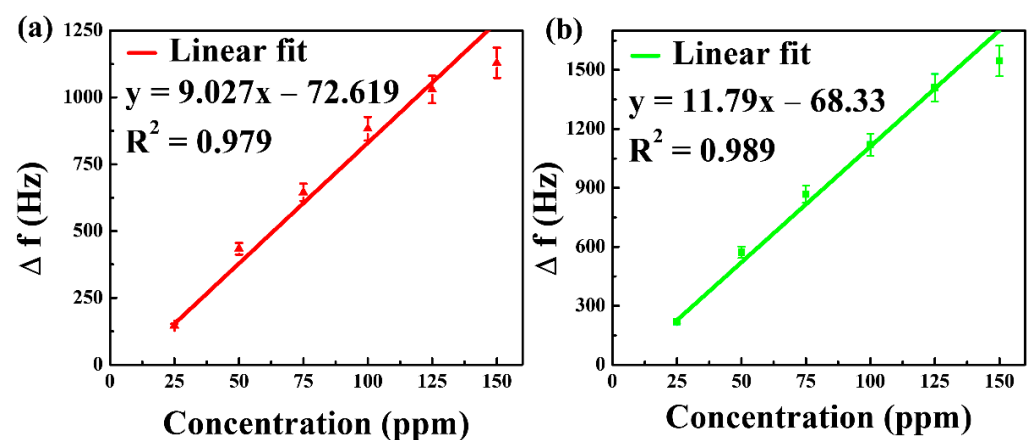 (a)
Linear fit
y = 9.027x – 72.619
R² = 0.979
Δ f (Hz)
1250
1000
750
500
250
0
0 25 50 75 100 125 150
Concentration (ppm)
(b)
Linear fit
y = 11.79x – 68.33
R² = 0.989
Δ f (Hz)
1500
1200
900
600
300
0
0 25 50 75 100 125 150
Concentration (ppm)